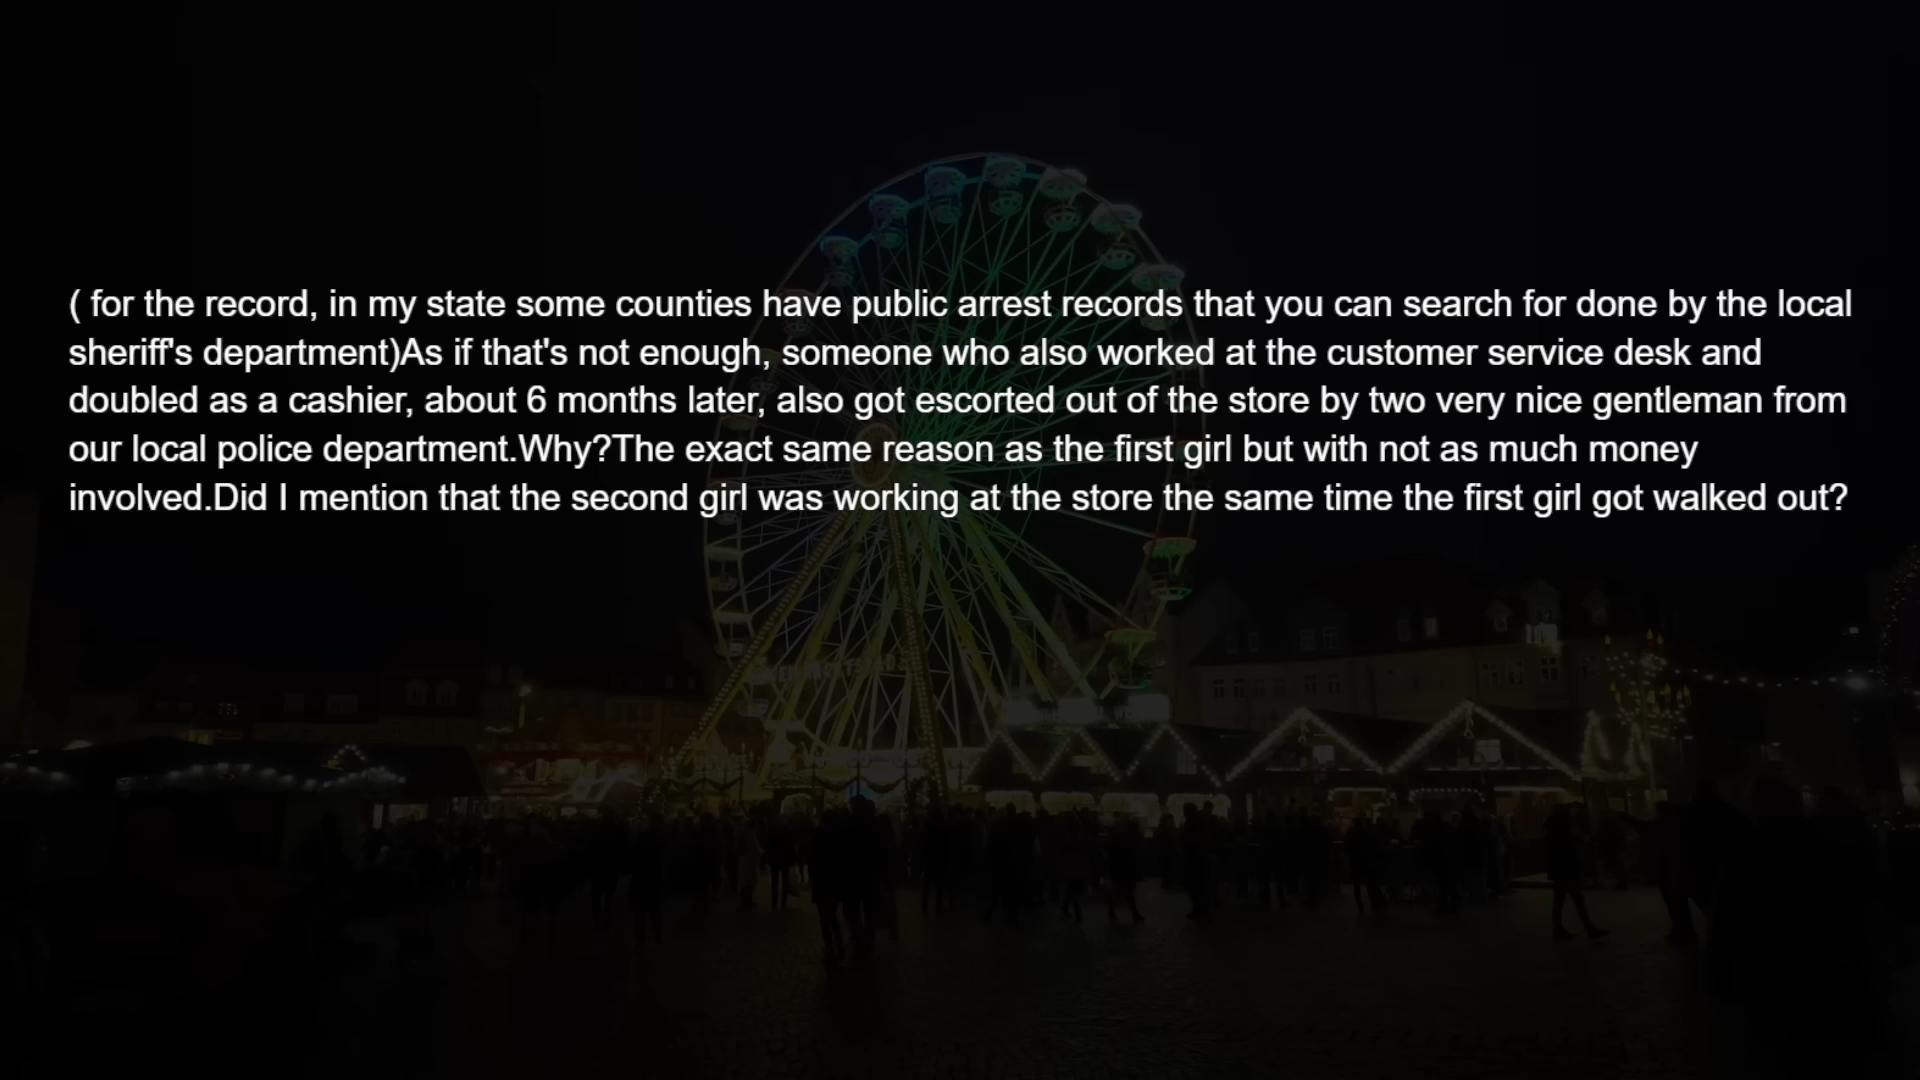 ( for the record, in my state some counties have public arrest records that you can search for done by the local
sheriff's department)As if that's not enough, someone who also worked at the customer service desk and
doubled as a cashier, about 6 months later, also got escorted out of the store by two very nice gentleman from
our local police department.Why?The exact same reason as the first girl but with not as much money
involved.Did I mention that the second girl was working at the store the same time the first girl got walked out?